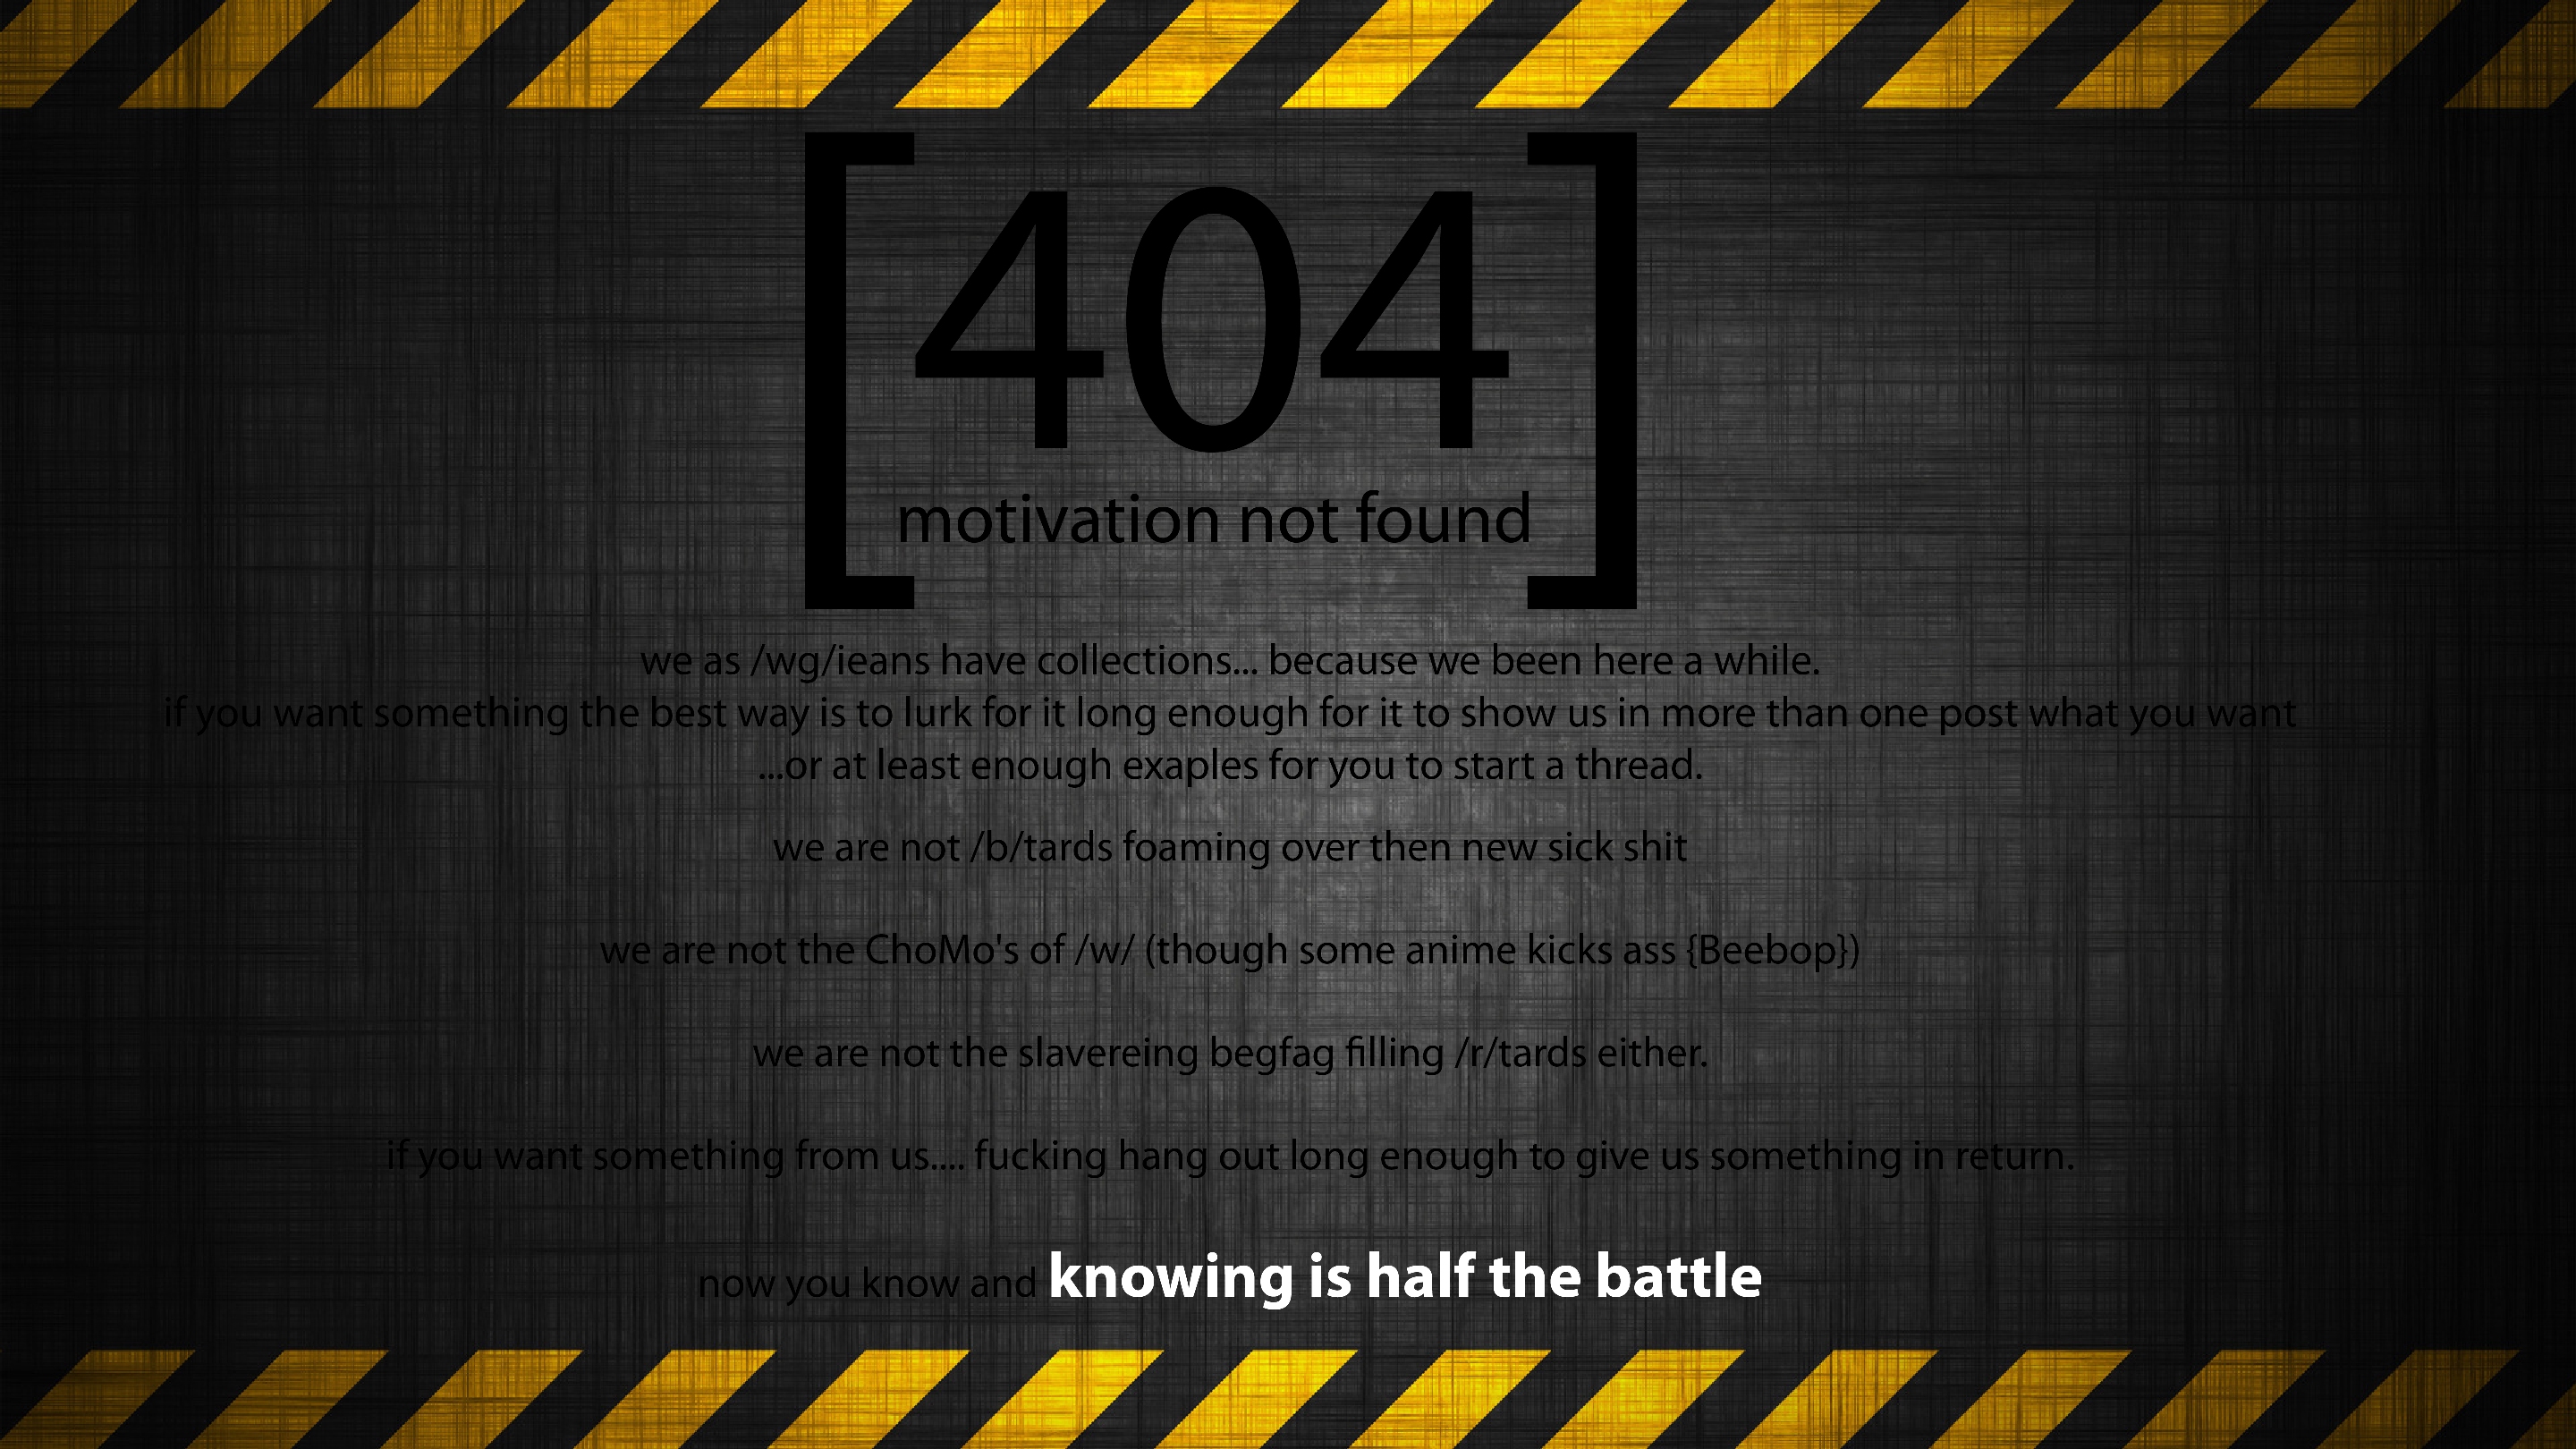 [404]
motivation not found
we as /wg/ieans have collections... because we been here a while.
if you want something the best way is to lurk for it long enough for it to show us in more than one post what you want
...or at least enough exaples for you to start a thread.
we are not /b/tards foaming over then new sick shit
we are not the ChoMo's of /w/ (though some anime kicks ass {Beebop})
we are not the slavereing begfag filling /r/tards either.
if you want something from us.... fucking hang out long enough to give us something in return.
now you know and knowing is half the battle